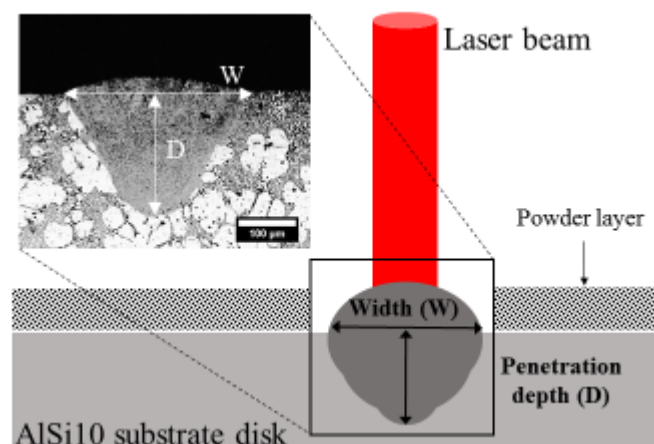 W
D
100 µm
Laser beam
Powder layer
Width (W)
Penetration
depth (D)
AlSi10 substrate disk